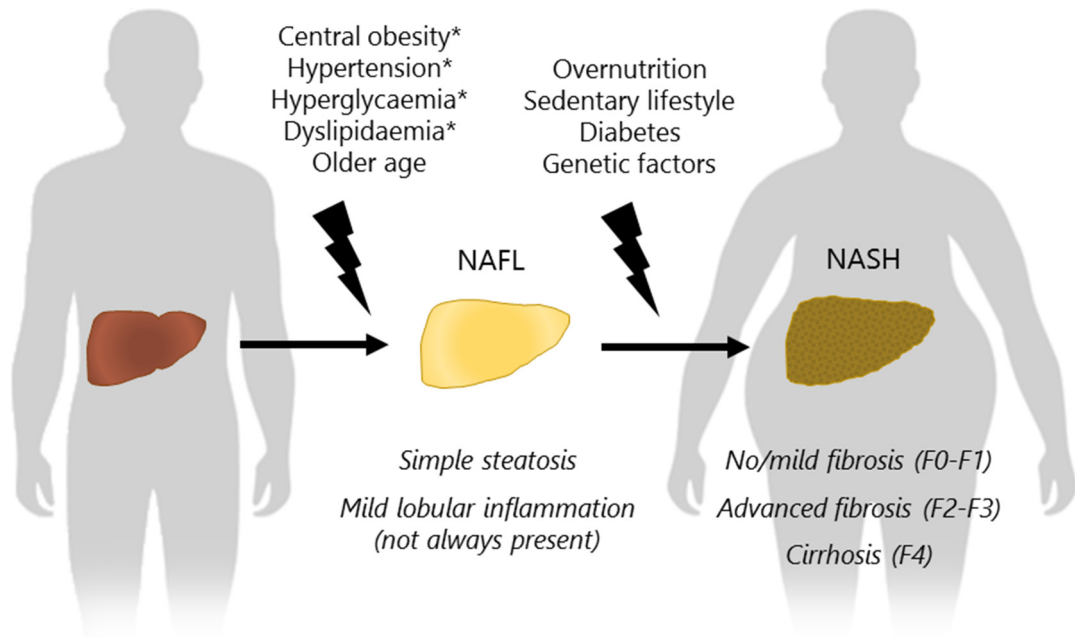 Central obesity*
Hypertension*
Hyperglycaemia*
Dyslipidaemia*
Older age
Overnutrition
Sedentary lifestyle
Diabetes
Genetic factors
NAFL
NASH
Simple steatosis
Mild lobular inflammation
(not always present)
No/mild fibrosis (F0-F1)
Advanced fibrosis (F2-F3)
Cirrhosis (F4)